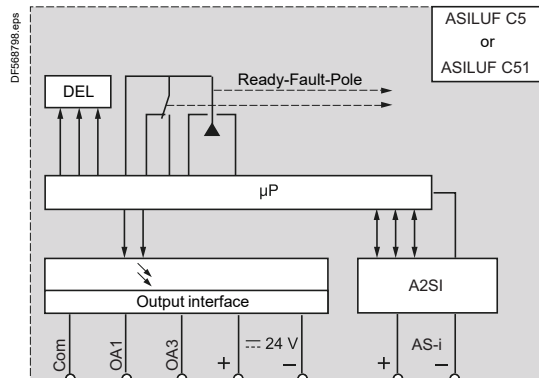 DF568798.eps
ASILUF C5
or
ASILUF C51
Ready-Fault-Pole
DEL
µP
A2SI
Output interface
Com
OA1
OA3
+
24 V
–
+
AS-i
–